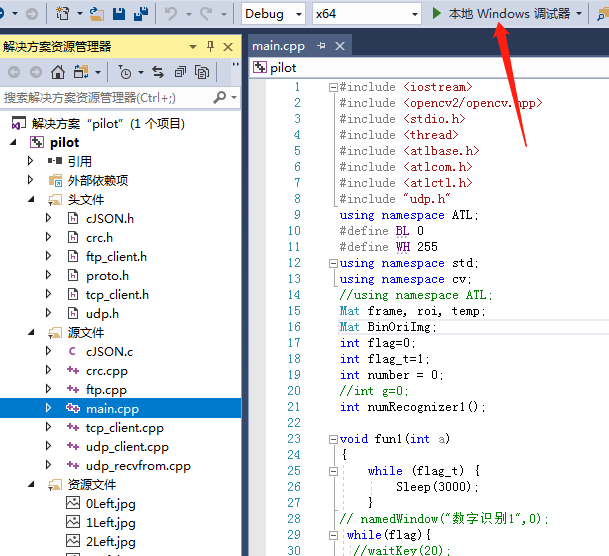 Debug
x64
本地 Windows 调试器
解决方案资源管理器
搜索解决方案资源管理器(Ctrl+;)
解决方案"pilot"(1 个项目)
pilot
引用
外部依赖项
头文件
cJSON.h
crc.h
ftp_client.h
proto.h
tcp_client.h
udp.h
源文件
cJSON.c
crc.cpp
ftp.cpp
main.cpp
tcp_client.cpp
udp_client.cpp
udp_recvfrom.cpp
资源文件
0Left.jpg
1Left.jpg
2Left.jpg
main.cpp
pilot
1 #include <iostream>
2 #include <opencv2/opencv.hpp>
3 #include <stdio.h>
4 #include <thread>
5 #include <atlbase.h>
6 #include <atlcom.h>
7 #include <atlctl.h>
8 #include "udp.h"
9 using namespace ATL;
10 #define BL 0
11 #define WH 255
12 using namespace std;
13 using namespace cv;
14 //using namespace ATL;
15 Mat frame, roi, temp;
16 Mat BinOriImg;
17 int flag=0;
18 int flag_t=1;
19 int number = 0;
20 //int g=0;
21 int numRecognizer1();
22
23 void fun1(int a)
24 {
25 while (flag_t) {
26 Sleep(3000);
27 }
28 // namedWindow("数字识别1",0);
29 while(flag){
30 //waitKey(20);